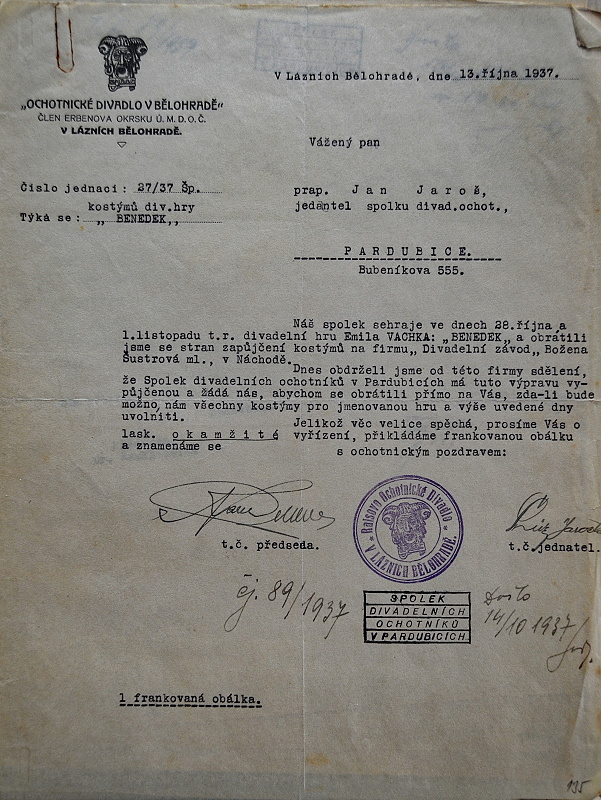 V Lázních Bělohradě, dne 13.října 1937.
„OCHOTNICKÉ DIVADLO V BĚLOHRADĚ“
ČLEN ERBENOVA OKRSKU Ú. M. D. O. Č.
V LÁZNÍCH BĚLOHRADĚ.
Vážený pan
Číslo jednací: 27/37 Šp.
kostýmů div.hry
Týká se: „ BENEDEK„
prap. Jan Jarož,
jedantel spolku divad.ochot.,
PARDUBICE.
Bubeníkova 555.
Náš spolek sehraje ve dnech 28.října a
1.listopadu t.r. divadelní hru Emila VACHKA: „BENEDEK„ a obrátili
jsme se stran zapůjčení kostýmů na firmu„ Divadelní závod„ Božena
Šustrová ml., v Náchodě.
Dnes obdrželi jsme od této firmy sdělení,
že Spolek divadelních ochotníků v Pardubicích má tuto výpravu vy-
půjčenou a žádá nás, abychom se obrátili přímo na Vás, zda-li bude
možno nám všechny kostýmy pro jmenovanou hru a výše uvedené dny
uvolniti.
Jelikož věc velice spěchá, prosíme Vás o
lask. okamžité vyřízení, přikládáme frankovanou obálku
a znamenáme se
s ochotnickým pozdravem:
t.č. předseda.
Raisovo Ochotnické Divadlo
V LÁZNÍCH BĚLOHRADĚ.
t.č.jednatel.
čj. 89/1937
SPOLEK
DIVADELNÍCH
OCHOTNÍKŮ
V PARDUBICÍCH
Došlo
14/10 1937
1 frankovaná obálka.
135